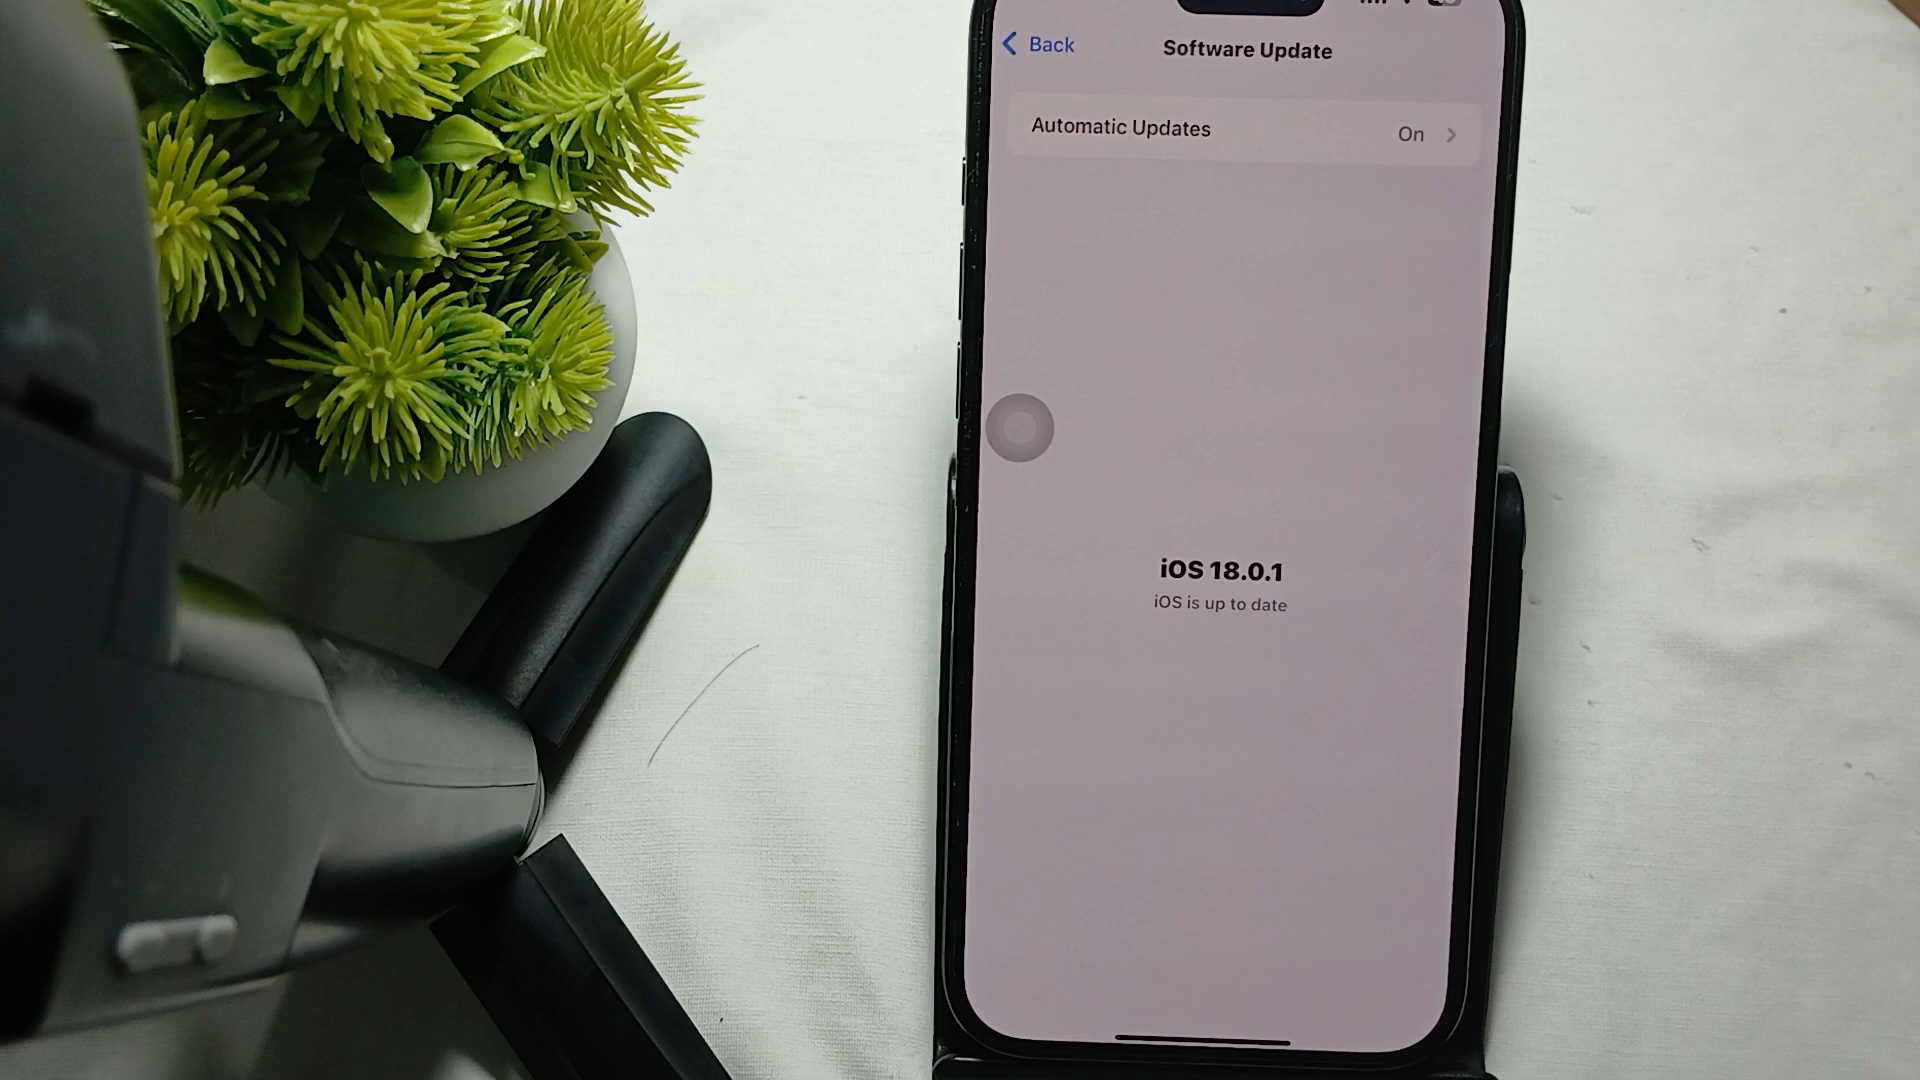 Back
Software Update
Automatic Updates
On
iOS 18.0.1
iOS is up to date